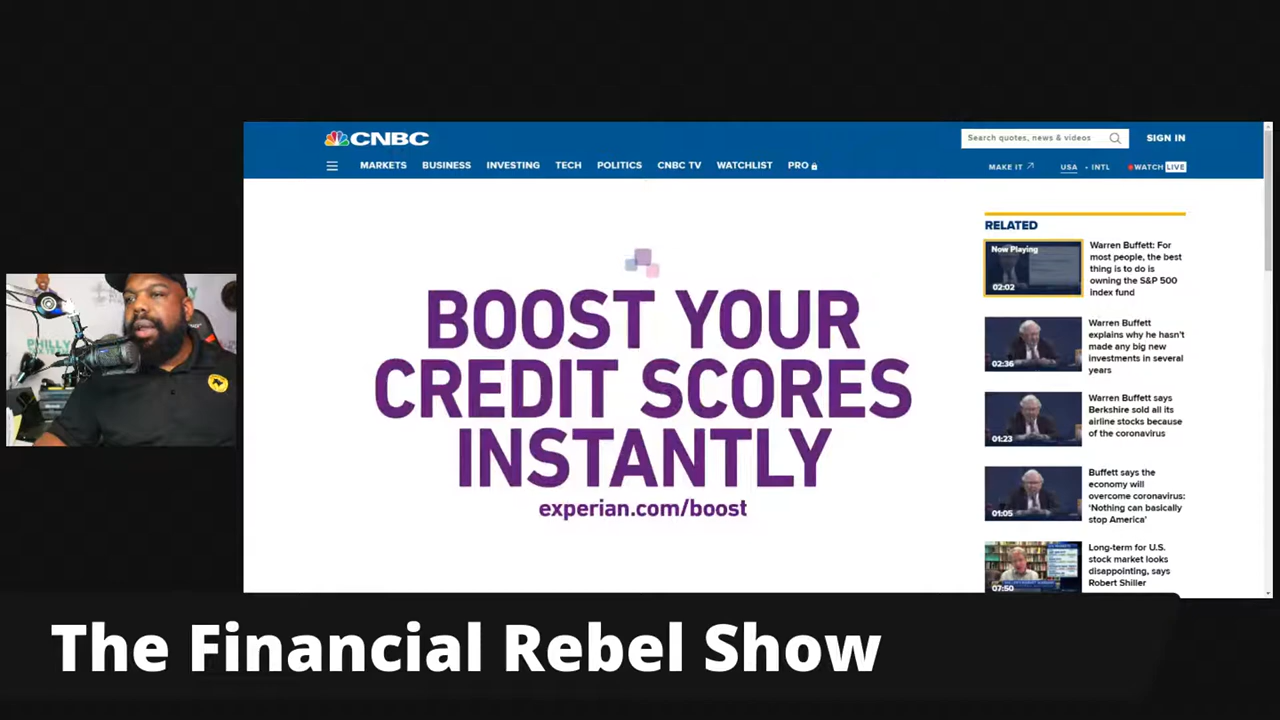 CNBC
Search quotes, news & videos
SIGN IN
MARKETS BUSINESS INVESTING TECH POLITICS CNBC TV WATCHLIST PRO
MAKE IT USA • INTL WATCH LIVE
BOOST YOUR
CREDIT SCORES
INSTANTLY
experian.com/boost
RELATED
Now Playing
02:02
Warren Buffett: For
most people, the best
thing is to do is
owning the S&P 500
index fund
02:36
Warren Buffett
explains why he hasn't
made any big new
investments in several
years
01:23
Warren Buffett says
Berkshire sold all its
airline stocks because
of the coronavirus
01:05
Buffett says the
economy will
overcome coronavirus:
'Nothing can basically
stop America'
07:50
Long-term for U.S.
stock market looks
disappointing, says
Robert Shiller
The Financial Rebel Show